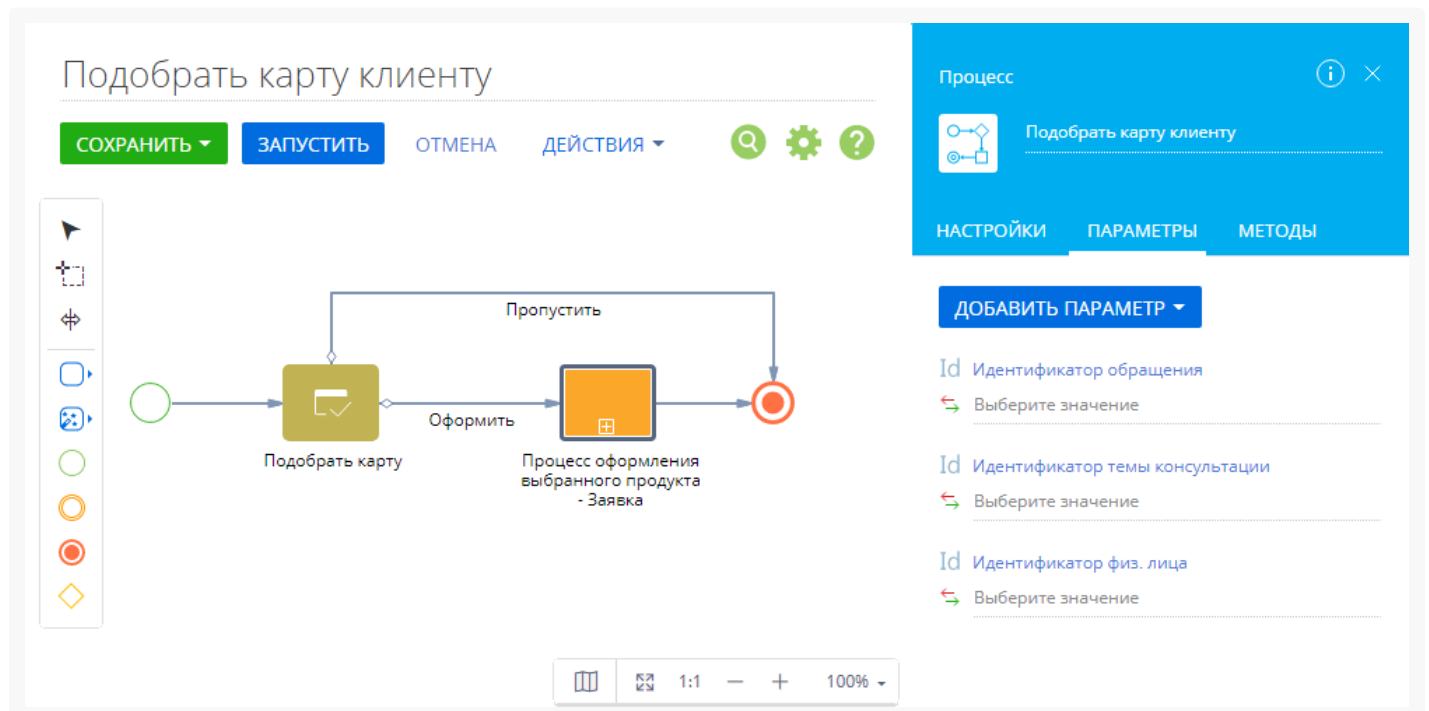 Подобрать карту клиенту
СОХРАНИТЬ
ЗАПУСТИТЬ
ОТМЕНА
ДЕЙСТВИЯ
?
Пропустить
Оформить
Подобрать карту
Процесс оформления
выбранного продукта
- Заявка
1:1
100%
Процесс
i
Подобрать карту клиенту
НАСТРОЙКИ
ПАРАМЕТРЫ
МЕТОДЫ
ДОБАВИТЬ ПАРАМЕТР
Id Идентификатор обращения
Выберите значение
Id Идентификатор темы консультации
Выберите значение
Id Идентификатор физ. лица
Выберите значение